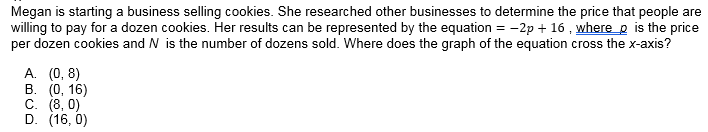 Megan is starting a business selling cookies. She researched other businesses to determine the price that people are
willing to pay for a dozen cookies. Her results can be represented by the equation = −2p + 16 , where p is the price
per dozen cookies and N is the number of dozens sold. Where does the graph of the equation cross the x-axis?
A. (0, 8)
B. (0, 16)
C. (8, 0)
D. (16, 0)